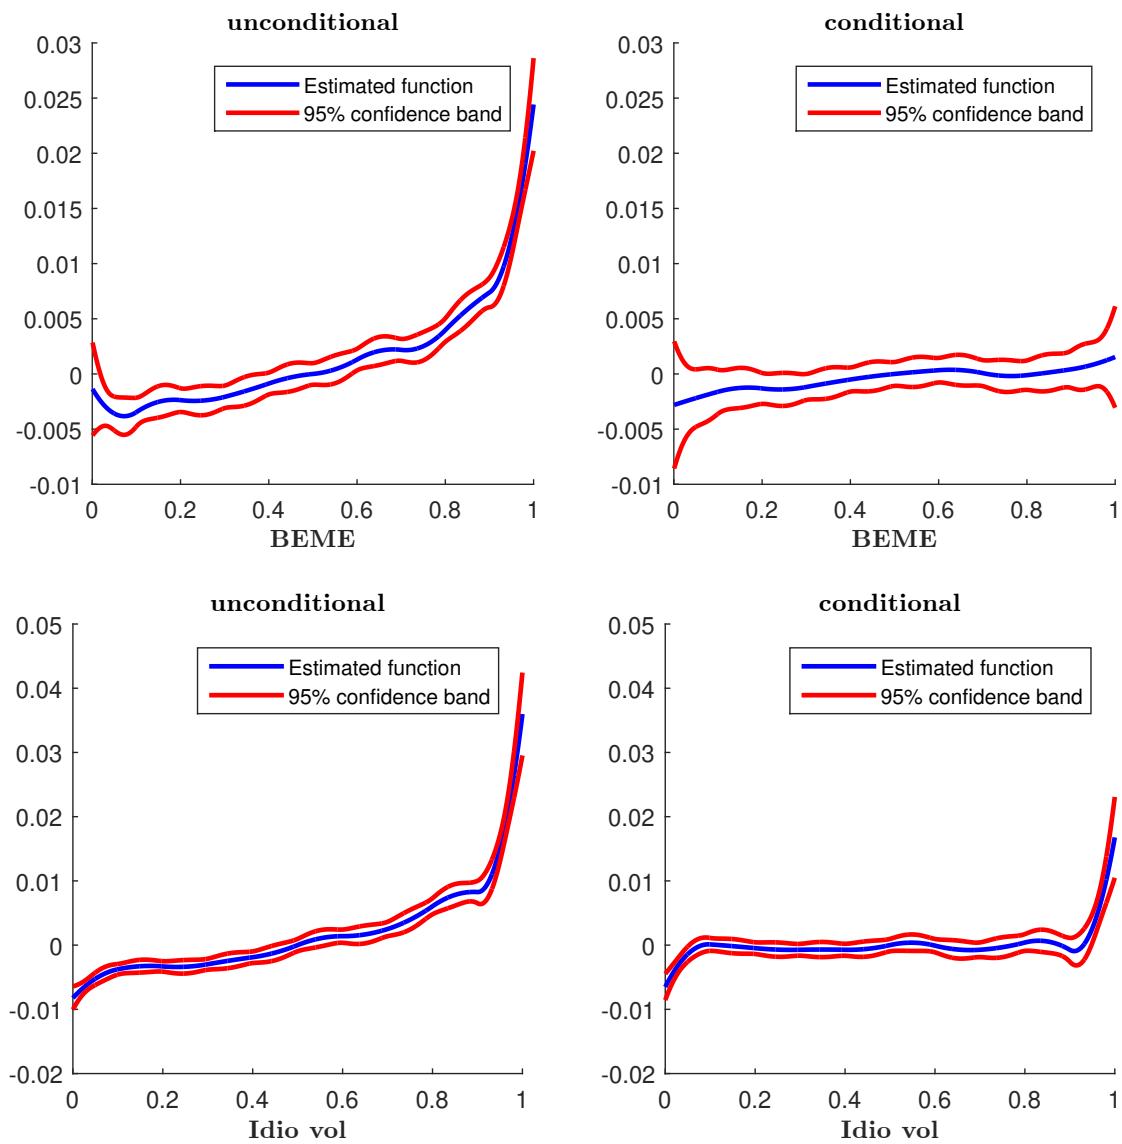 unconditional
0.03
0.025
0.02
0.015
0.01
0.005
0
-0.005
-0.01
Estimated function
95% confidence band
0 0.2 0.4 0.6 0.8 1
BEME
conditional
0.03
0.025
0.02
0.015
0.01
0.005
0
-0.005
-0.01
Estimated function
95% confidence band
0 0.2 0.4 0.6 0.8 1
BEME
unconditional
0.05
0.04
0.03
0.02
0.01
0
-0.01
-0.02
Estimated function
95% confidence band
0 0.2 0.4 0.6 0.8 1
Idio vol
conditional
0.05
0.04
0.03
0.02
0.01
0
-0.01
-0.02
Estimated function
95% confidence band
0 0.2 0.4 0.6 0.8 1
Idio vol